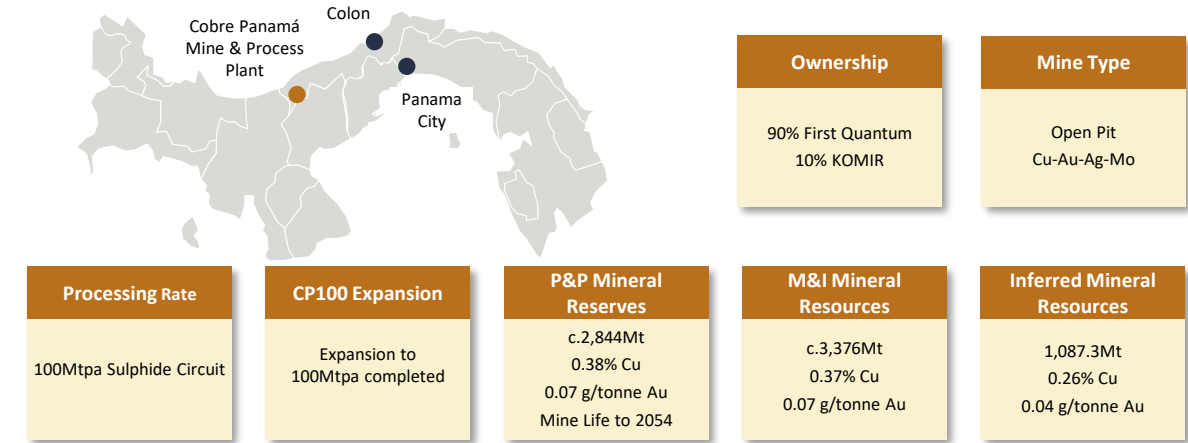 Colon
Cobre Panamá
Mine & Process
Plant
Panama
City
Ownership
90% First Quantum
10% KOMIR
Mine Type
Open Pit
Cu-Au-Ag-Mo
Processing Rate
100Mtpa Sulphide Circuit
CP100 Expansion
Expansion to
100Mtpa completed
P&P Mineral
Reserves
c.2,844Mt
0.38% Cu
0.07 g/tonne Au
Mine Life to 2054
M&I Mineral
Resources
c.3,376Mt
0.37% Cu
0.07 g/tonne Au
Inferred Mineral
Resources
1,087.3Mt
0.26% Cu
0.04 g/tonne Au